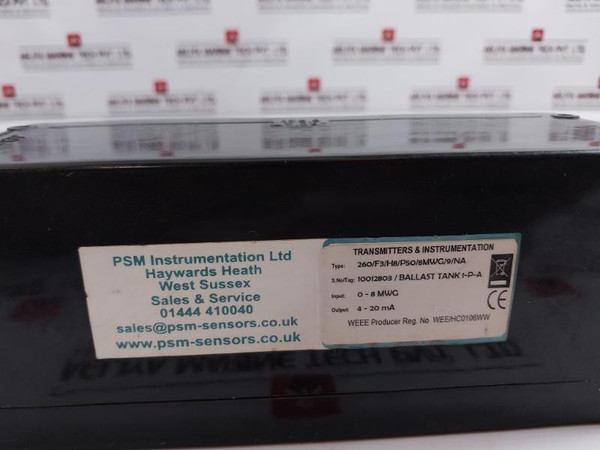 PSM Instrumentation Ltd
Haywards Heath
West Sussex
Sales & Service
01444 410040
sales@psm-sensors.co.uk
www.psm-sensors.co.uk
TRANSMITTERS & INSTRUMENTATION
Type: 260/F3/H8/P50/8MWG/9/NA
S.No/Tag: 10012803 / BALLAST TANK 1-P-A
Input: 0 - 8 MWG
Output: 4 - 20 mA
WEEE Producer Reg. No WEE/HC0106WW
CE